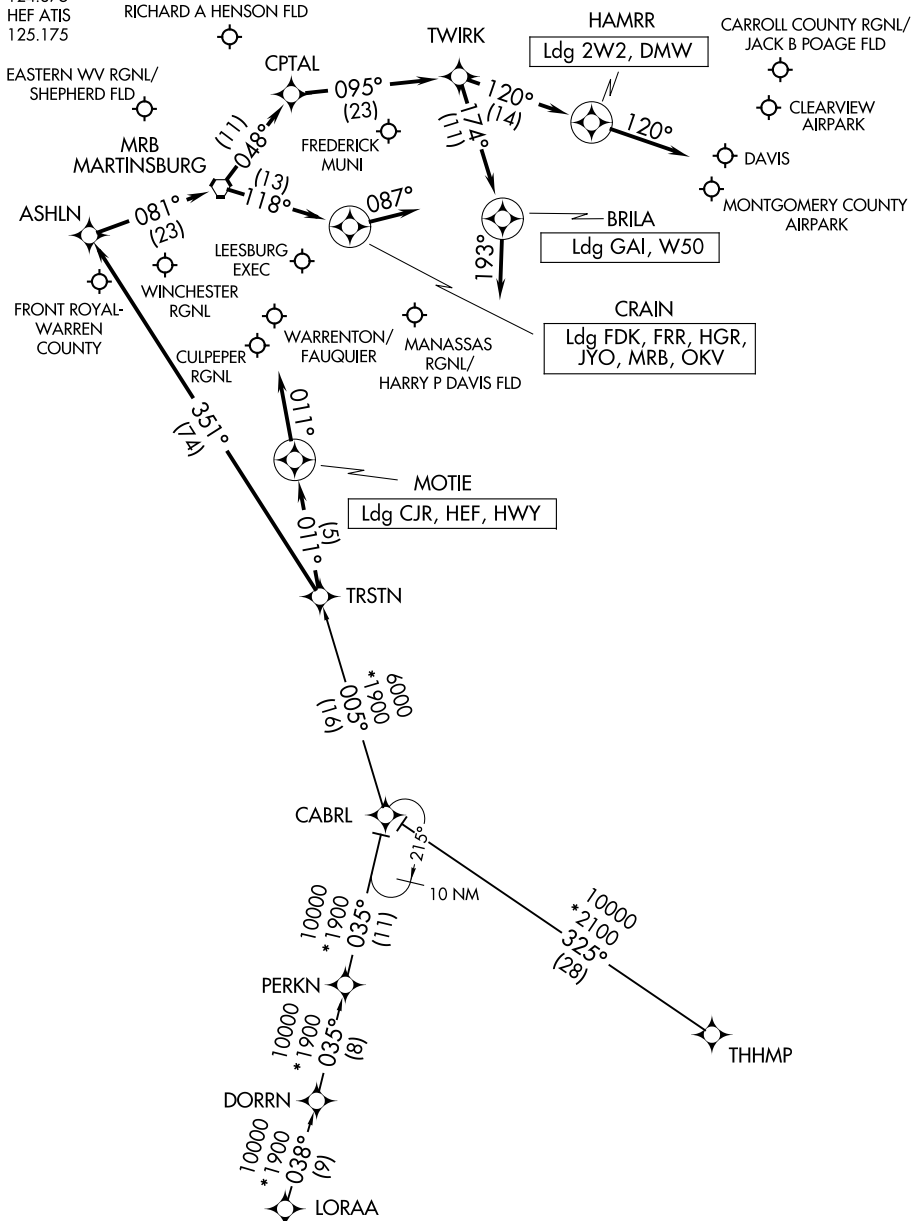 HEF ATIS
125.175
RICHARD A HENSON FLD
HAMRR
Ldg 2W2, DMW
CARROLL COUNTY RGNL/
JACK B POAGE FLD
TWIRK
CPTAL
EASTERN WV RGNL/
SHEPHERD FLD
095°
(23)
120°
(14)
CLEARVIEW
AIRPARK
(11)
048°
FREDERICK
MUNI
174°
(11)
120°
MRB
MARTINSBURG
DAVIS
(13)
118°
087°
MONTGOMERY COUNTY
AIRPARK
ASHLN
081°
(23)
BRILA
Ldg GAI, W50
193°
LEESBURG
EXEC
FRONT ROYAL-
WARREN
COUNTY
WINCHESTER
RGNL
CRAIN
Ldg FDK, FRR, HGR,
JYO, MRB, OKV
WARRENTON/
FAUQUIER
CULPEPER
RGNL
MANASSAS
RGNL/
HARRY P DAVIS FLD
351°
(74)
011°
MOTIE
Ldg CJR, HEF, HWY
011°
(5)
TRSTN
6000
*1900
005°
(16)
CABRL
215°
10 NM
10000
*1900
035°
(11)
10000
*2100
325°
(28)
PERKN
THHMP
10000
*1900
035°
(8)
DORRN
10000
*1900
038°
(9)
LORAA